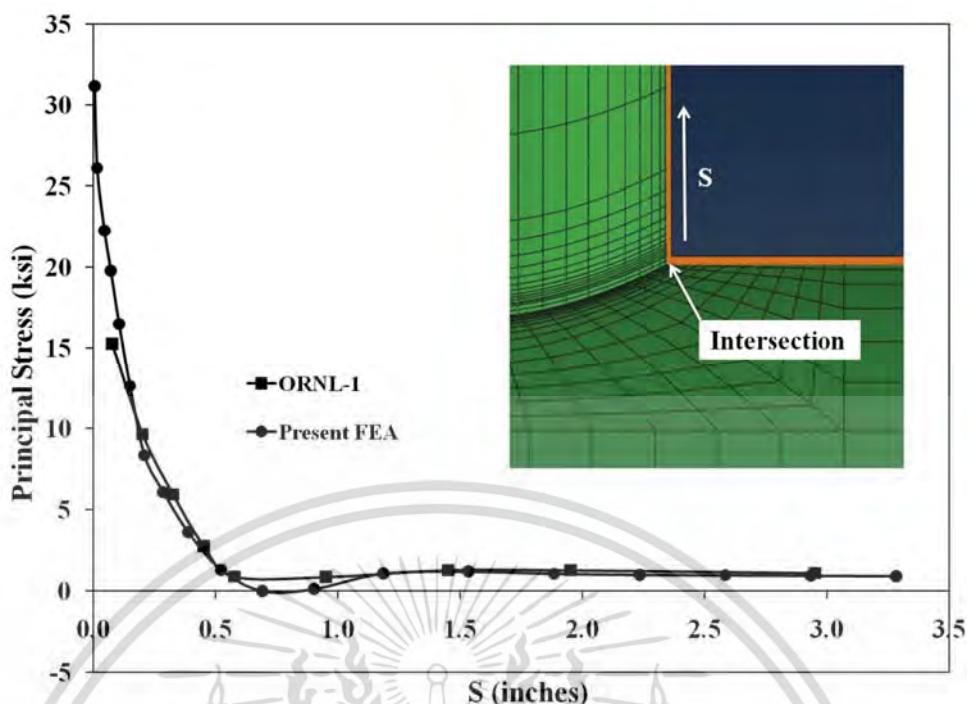 35
30
25
20
15
10
5
0
-5
Principal Stress (ksi)
ORNL-1
Present FEA
S
Intersection
0.0
0.5
1.0
1.5
2.0
2.5
3.0
3.5
S (inches)